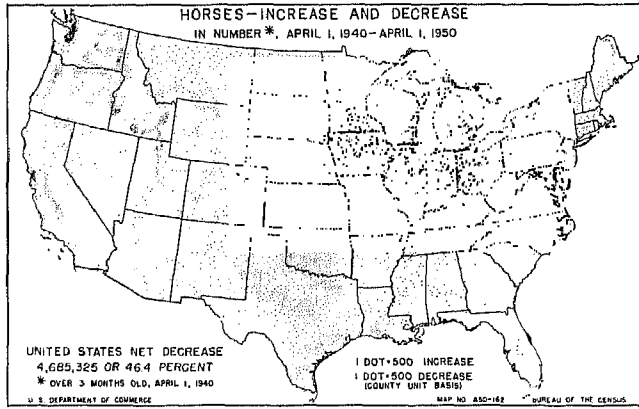 HORSES—INCREASE AND DECREASE
IN NUMBER*, APRIL 1, 1940—APRIL 1, 1950
UNITED STATES NET DECREASE
4,685,325 OR 46.4 PERCENT
* OVER 3 MONTHS OLD, APRIL 1, 1940
1 DOT=500 INCREASE
1 DOT=500 DECREASE
(COUNTY UNIT BASIS)
U. S. DEPARTMENT OF COMMERCE
MAP NO. A50-162
BUREAU OF THE CENSUS